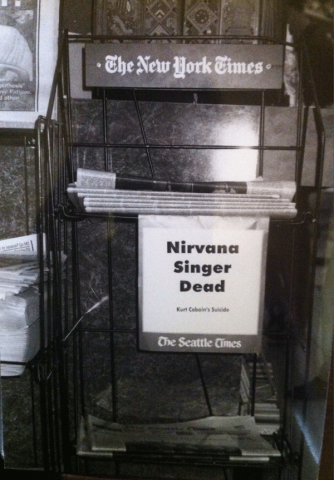 The New York Times
Nirvana
Singer
Dead
Kurt Cobain's Suicide
The Seattle Times